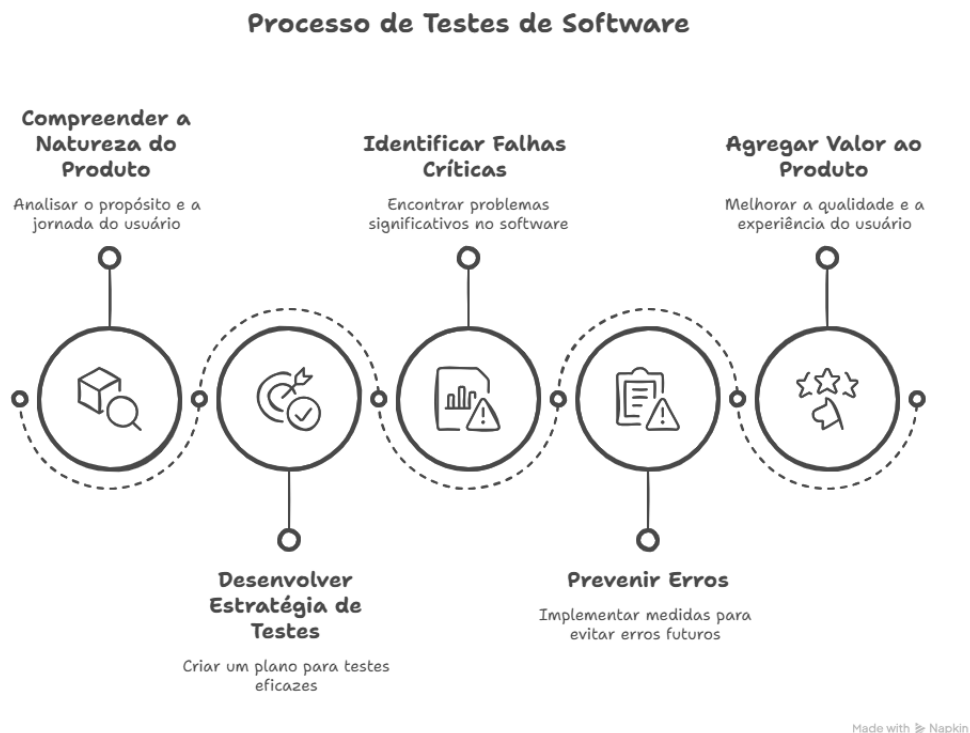 Processo de Testes de Software
Compreender a
Natureza do
Produto
Analisar o propósito e a
jornada do usuário
Identificar Falhas
Críticas
Encontrar problemas
significativos no software
Agregar Valor ao
Produto
Melhorar a qualidade e a
experiência do usuário
Desenvolver
Estratégia de
Testes
Criar um plano para testes
eficazes
Prevenir Erros
Implementar medidas para
evitar erros futuros
Made with Napkin